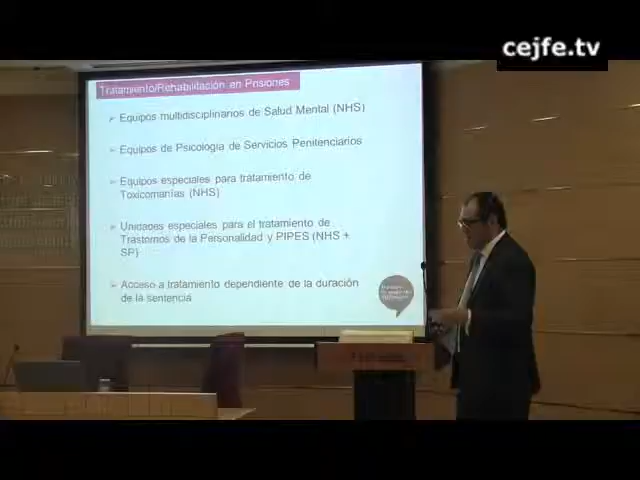 cejfe.tv
Tratamiento/Rehabilitación en Prisiones
➢ Equipos multidisciplinarios de Salud Mental (NHS)
➢ Equipos de Psicología de Servicios Penitenciarios
➢ Equipos especiales para tratamiento de
Toxicomanías (NHS)
➢ Unidades especiales para el tratamiento de
Trastornos de la Personalidad y PIPES (NHS +
SP)
➢ Acceso a tratamiento dependiente de la duración
de la sentencia